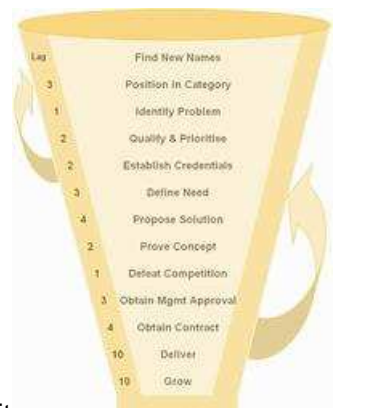 Lag Find New Names
3 Position in Category
1 Identify Problem
2 Qualify & Prioritise
2 Establish Credentials
3 Define Need
4 Propose Solution
2 Prove Concept
1 Defeat Competition
3 Obtain Mgmt Approval
4 Obtain Contract
10 Deliver
10 Grow